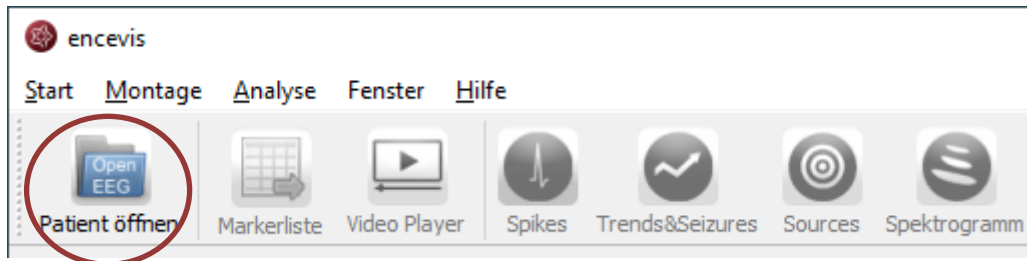 encevis
Start Montage Analyse Fenster Hilfe
Open
EEG
Patient öffnen Markerliste Video Player Spikes Trends&Seizures Sources Spektrogramm